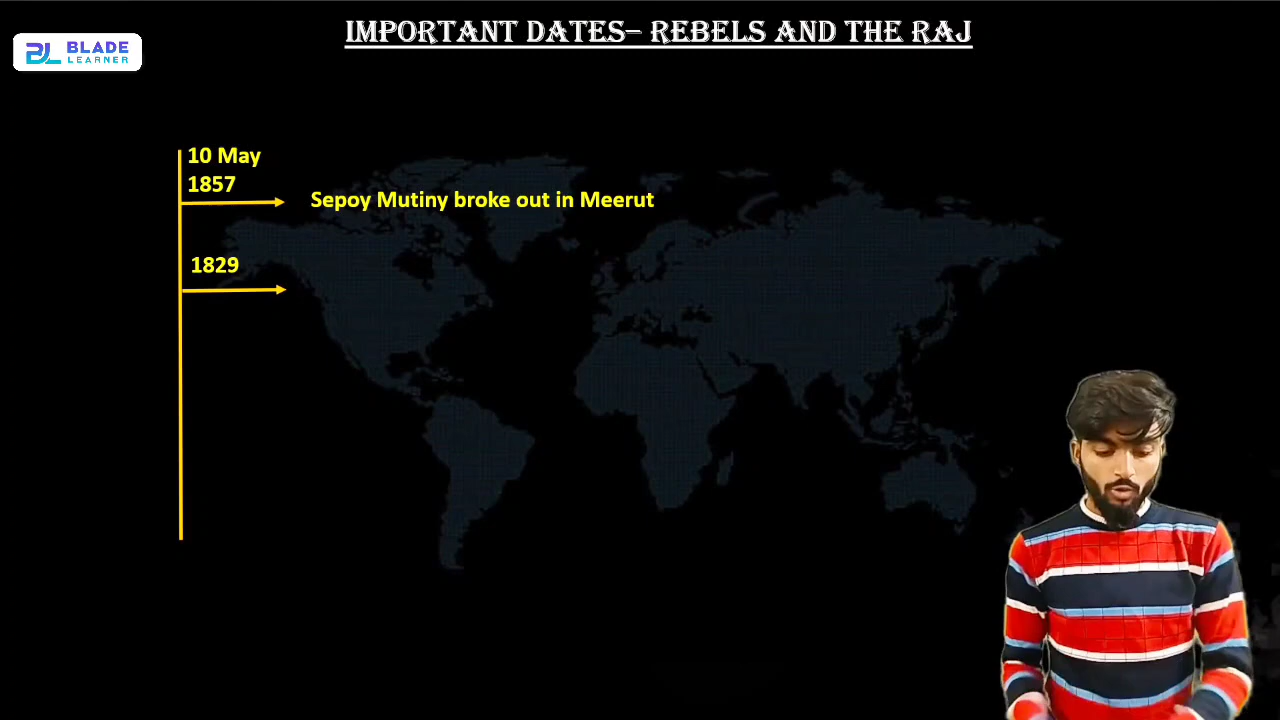 IMPORTANT DATES– REBELS AND THE RAJ
BLADE
LEARNER
10 May
1857
Sepoy Mutiny broke out in Meerut
1829